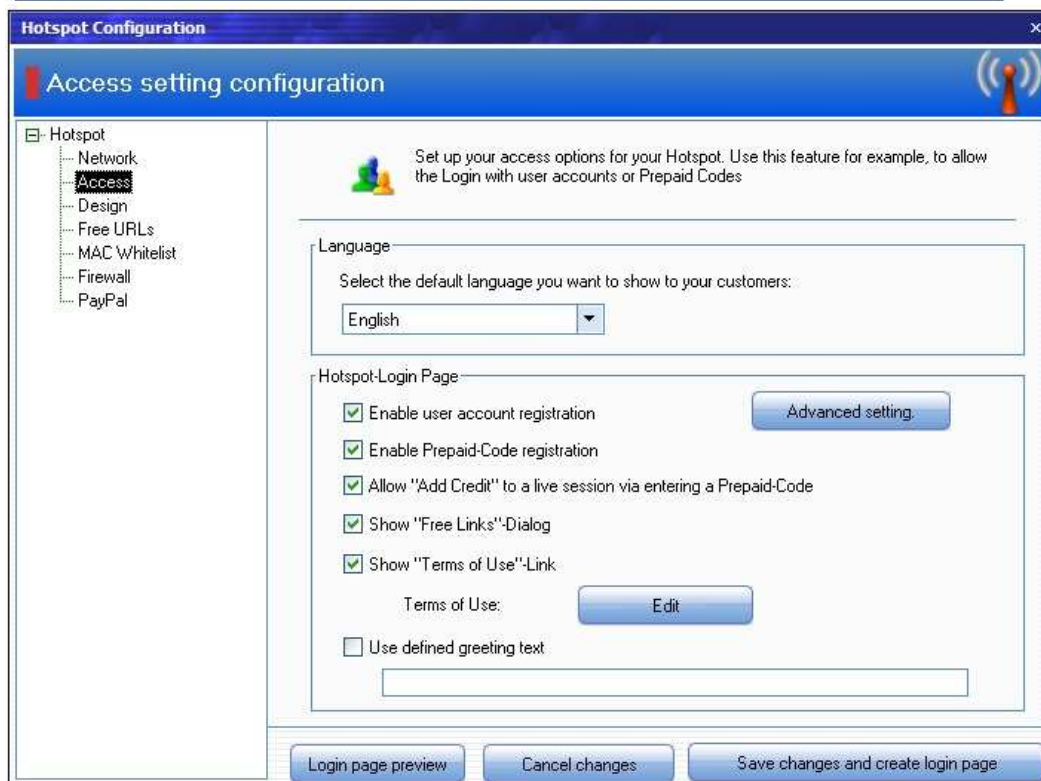 Hotspot Configuration
Access setting configuration
Hotspot
Network
Access
Design
Free URLs
MAC Whitelist
Firewall
PayPal
Set up your access options for your Hotspot. Use this feature for example, to allow
the Login with user accounts or Prepaid Codes
Language
Select the default language you want to show to your customers:
English
Hotspot-Login Page
Enable user account registration
Advanced setting.
Enable Prepaid-Code registration
Allow "Add Credit" to a live session via entering a Prepaid-Code
Show "Free Links"-Dialog
Show "Terms of Use"-Link
Terms of Use:
Edit
Use defined greeting text
Login page preview
Cancel changes
Save changes and create login page